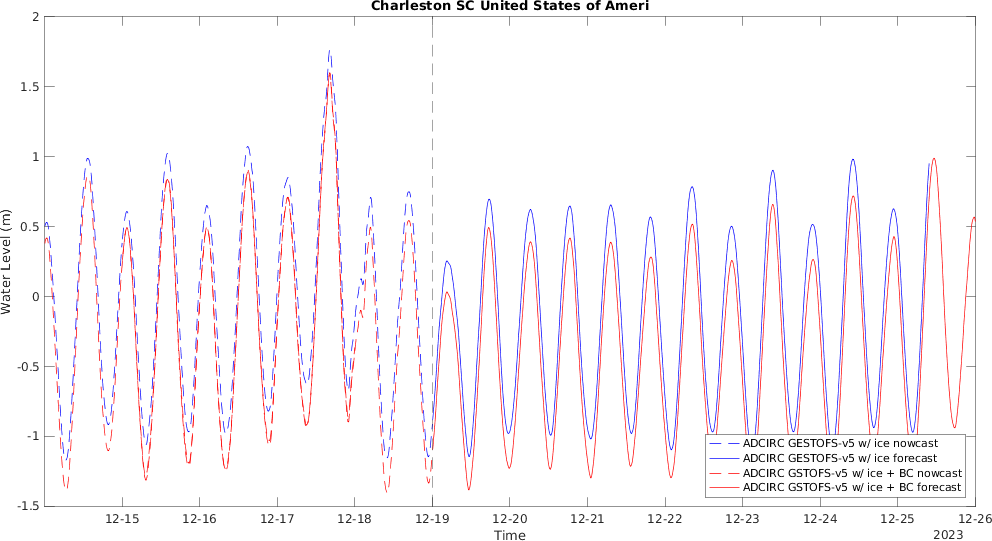 Charleston SC United States of Ameri
2
1.5
1
0.5
0
-0.5
-1
-1.5
Water Level (m)
ADCIRC GESTOFS-v5 w/ ice nowcast
ADCIRC GESTOFS-v5 w/ ice forecast
ADCIRC GSTOFS-v5 w/ ice + BC nowcast
ADCIRC GSTOFS-v5 w/ ice + BC forecast
12-15 12-16 12-17 12-18 12-19 12-20 12-21 12-22 12-23 12-24 12-25 12-26
Time
2023